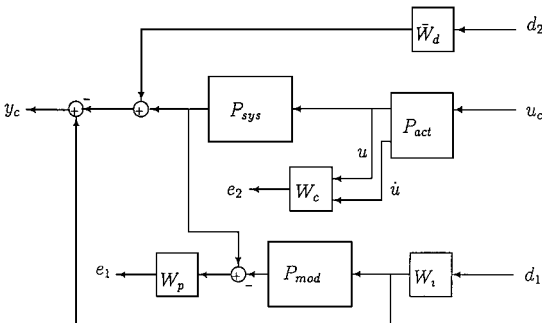 W̄_d
d_2
y_c
-
+
+
P_sys
P_act
u_c
u
u̇
e_2
W_c
e_1
W_p
+
-
P_mod
W_i
d_1